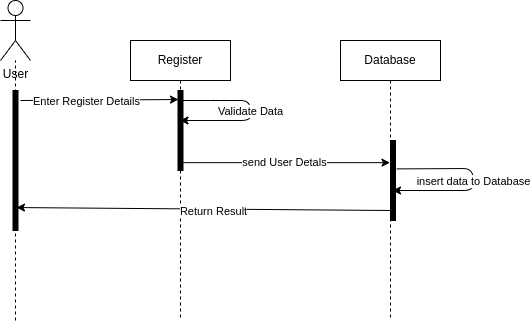 User
Register
Database
Enter Register Details
Validate Data
send User Detals
insert data to Database
Return Result